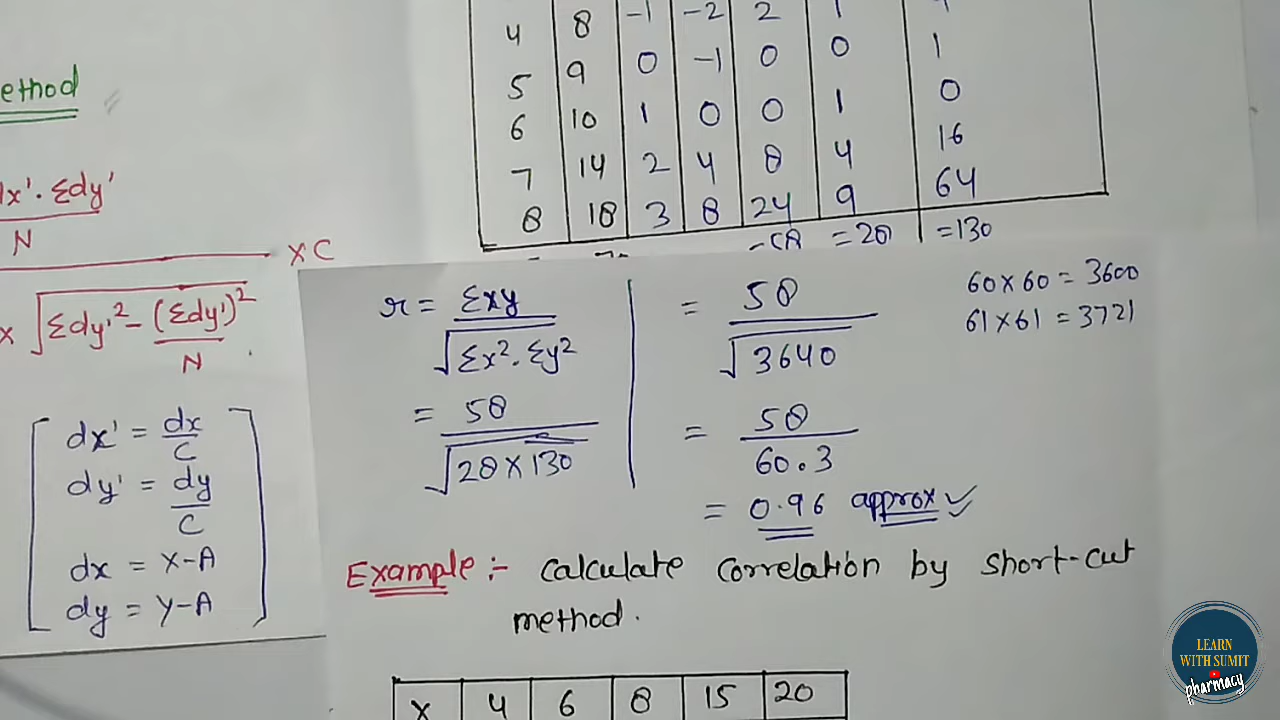 4 8 -1 -2 2 1
5 9 0 -1 0 0 1
6 10 1 0 0 1 0
7 14 2 4 8 4 16
8 18 3 8 24 9 64
= 28 = 130
ethod
dx'. Σdy'
N
× C
× √Σdy'² - (Σdy')²
N
dx' = dx
C
dy' = dy
C
dx = X-A
dy = Y-A
r = Σxy
√Σx². Σy²
= 58
√28 × 130
= 58
√3640
= 58
60.3
= 0.96 approx
60×60 = 3600
61×61 = 3721
Example :- Calculate correlation by short-cut
method.
X 4 6 8 15 20
LEARN
WITH SUMIT
pharmacy